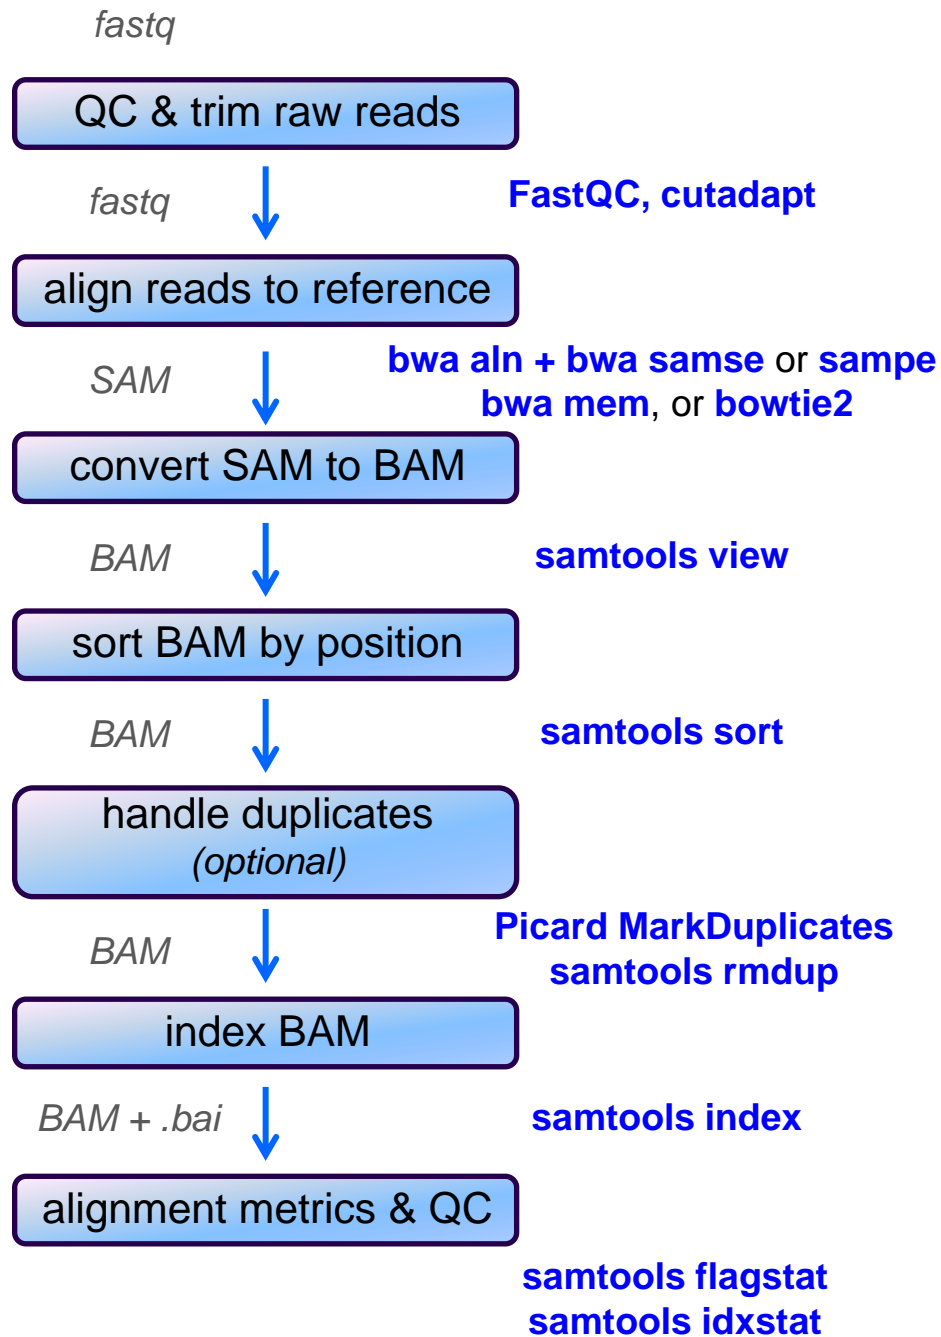 fastq
QC & trim raw reads
fastq
FastQC, cutadapt
align reads to reference
SAM
bwa aln + bwa samse or sampe
bwa mem, or bowtie2
convert SAM to BAM
BAM
samtools view
sort BAM by position
BAM
samtools sort
handle duplicates
(optional)
BAM
Picard MarkDuplicates
samtools rmdup
index BAM
BAM + .bai
samtools index
alignment metrics & QC
samtools flagstat
samtools idxstat